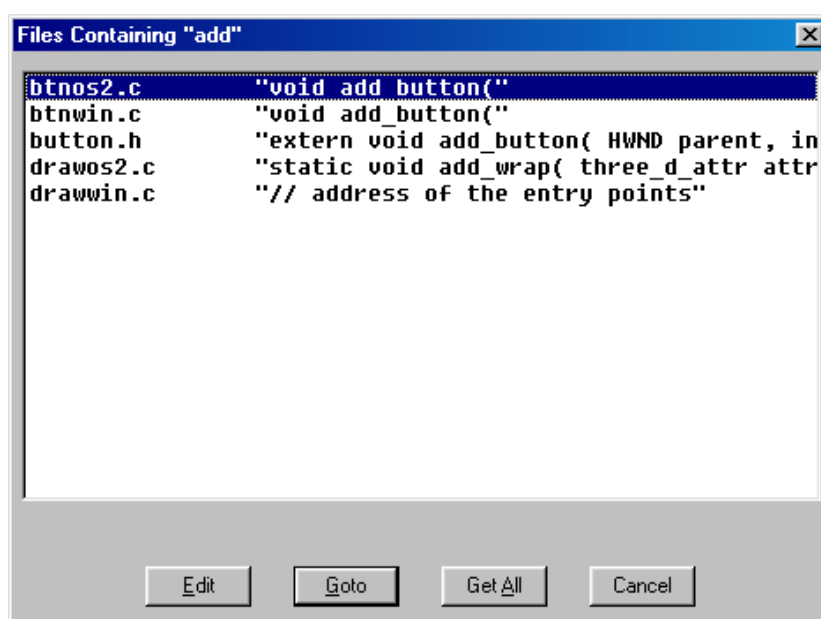 Files Containing "add"
btnos2.c "void add button("
btnwin.c "void add_button("
button.h "extern void add_button( HWND parent, in
drawos2.c "static void add_wrap( three_d_attr attr
drawwin.c "// address of the entry points"
Edit Goto Get All Cancel